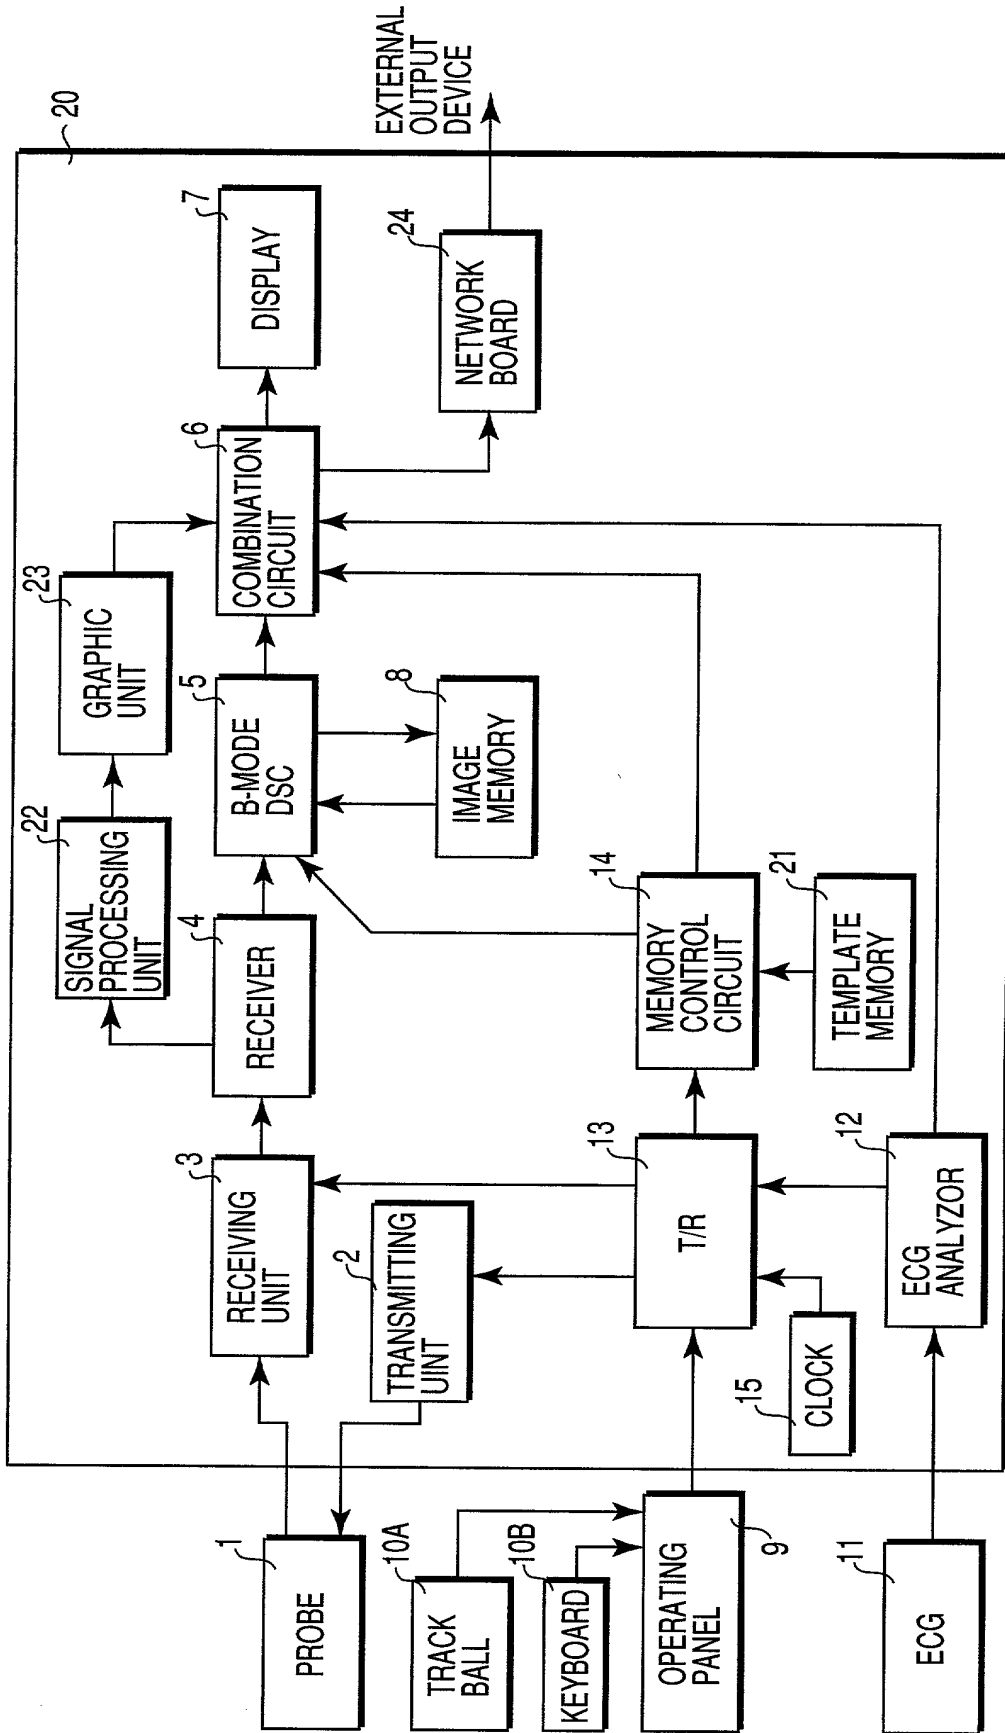 20
EXTERNAL
OUTPUT
DEVICE
22
SIGNAL
PROCESSING
UNIT
23
GRAPHIC
UNIT
1
PROBE
3
RECEIVING
UNIT
4
RECEIVER
5
B-MODE
DSC
6
COMBINATION
CIRCUIT
7
DISPLAY
10A
TRACK
BALL
2
TRANSMITTING
UINT
8
IMAGE
MEMORY
24
NETWORK
BOARD
10B
KEYBOARD
OPERATING
PANEL
9
13
T/R
14
MEMORY
CONTROL
CIRCUIT
15
CLOCK
21
TEMPLATE
MEMORY
11
ECG
12
ECG
ANALYZOR